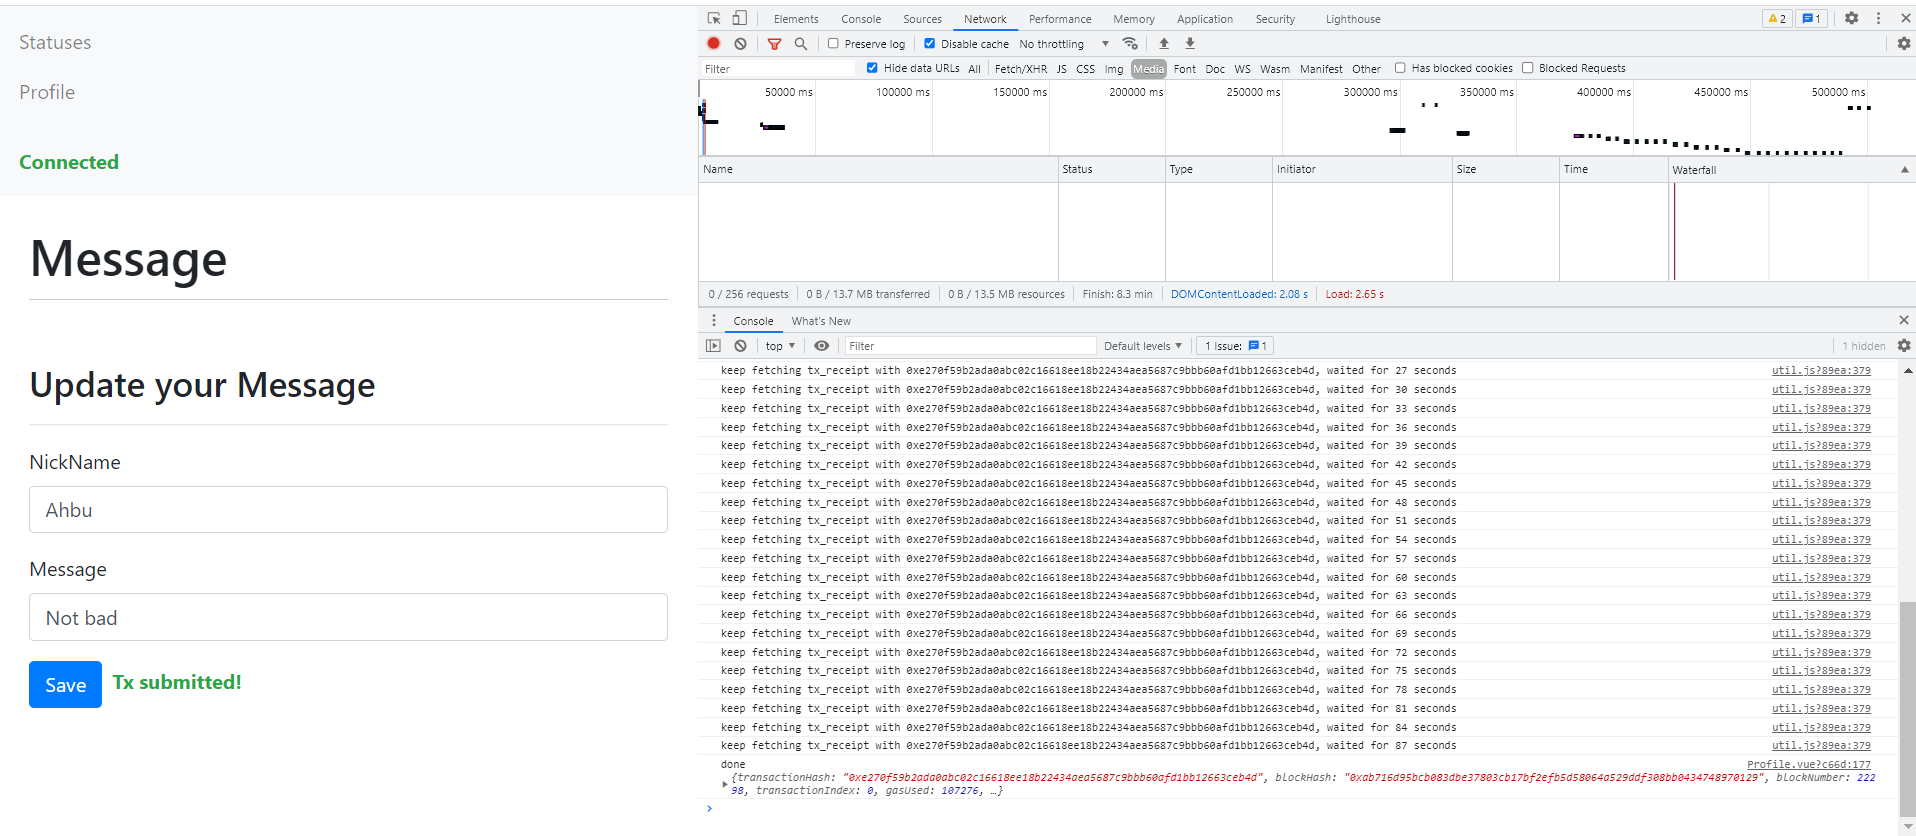 Statuses
Profile
Connected
Message
Update your Message
NickName
Ahbu
Message
Not bad
Save Tx submitted!
Elements Console Sources Network Performance Memory Application Security Lighthouse 2 1
Preserve log Disable cache No throttling
Filter Hide data URLs All Fetch/XHR JS CSS Img Media Font Doc WS Wasm Manifest Other Has blocked cookies Blocked Requests
50000 ms 100000 ms 150000 ms 200000 ms 250000 ms 300000 ms 350000 ms 400000 ms 450000 ms 500000 ms
Name Status Type Initiator Size Time Waterfall
0 / 256 requests 0 B / 13.7 MB transferred 0 B / 13.5 MB resources Finish: 8.3 min DOMContentLoaded: 2.08 s Load: 2.65 s
Console What's New
top Filter Default levels 1 Issue: 1 1 hidden
keep fetching tx_receipt with 0xe270f59b2ada0abc02c16618ee18b22434aea5687c9bbb60afd1bb12663ceb4d, waited for 27 seconds util.js?89ea:379
keep fetching tx_receipt with 0xe270f59b2ada0abc02c16618ee18b22434aea5687c9bbb60afd1bb12663ceb4d, waited for 30 seconds util.js?89ea:379
keep fetching tx_receipt with 0xe270f59b2ada0abc02c16618ee18b22434aea5687c9bbb60afd1bb12663ceb4d, waited for 33 seconds util.js?89ea:379
keep fetching tx_receipt with 0xe270f59b2ada0abc02c16618ee18b22434aea5687c9bbb60afd1bb12663ceb4d, waited for 36 seconds util.js?89ea:379
keep fetching tx_receipt with 0xe270f59b2ada0abc02c16618ee18b22434aea5687c9bbb60afd1bb12663ceb4d, waited for 39 seconds util.js?89ea:379
keep fetching tx_receipt with 0xe270f59b2ada0abc02c16618ee18b22434aea5687c9bbb60afd1bb12663ceb4d, waited for 42 seconds util.js?89ea:379
keep fetching tx_receipt with 0xe270f59b2ada0abc02c16618ee18b22434aea5687c9bbb60afd1bb12663ceb4d, waited for 45 seconds util.js?89ea:379
keep fetching tx_receipt with 0xe270f59b2ada0abc02c16618ee18b22434aea5687c9bbb60afd1bb12663ceb4d, waited for 48 seconds util.js?89ea:379
keep fetching tx_receipt with 0xe270f59b2ada0abc02c16618ee18b22434aea5687c9bbb60afd1bb12663ceb4d, waited for 51 seconds util.js?89ea:379
keep fetching tx_receipt with 0xe270f59b2ada0abc02c16618ee18b22434aea5687c9bbb60afd1bb12663ceb4d, waited for 54 seconds util.js?89ea:379
keep fetching tx_receipt with 0xe270f59b2ada0abc02c16618ee18b22434aea5687c9bbb60afd1bb12663ceb4d, waited for 57 seconds util.js?89ea:379
keep fetching tx_receipt with 0xe270f59b2ada0abc02c16618ee18b22434aea5687c9bbb60afd1bb12663ceb4d, waited for 60 seconds util.js?89ea:379
keep fetching tx_receipt with 0xe270f59b2ada0abc02c16618ee18b22434aea5687c9bbb60afd1bb12663ceb4d, waited for 63 seconds util.js?89ea:379
keep fetching tx_receipt with 0xe270f59b2ada0abc02c16618ee18b22434aea5687c9bbb60afd1bb12663ceb4d, waited for 66 seconds util.js?89ea:379
keep fetching tx_receipt with 0xe270f59b2ada0abc02c16618ee18b22434aea5687c9bbb60afd1bb12663ceb4d, waited for 69 seconds util.js?89ea:379
keep fetching tx_receipt with 0xe270f59b2ada0abc02c16618ee18b22434aea5687c9bbb60afd1bb12663ceb4d, waited for 72 seconds util.js?89ea:379
keep fetching tx_receipt with 0xe270f59b2ada0abc02c16618ee18b22434aea5687c9bbb60afd1bb12663ceb4d, waited for 75 seconds util.js?89ea:379
keep fetching tx_receipt with 0xe270f59b2ada0abc02c16618ee18b22434aea5687c9bbb60afd1bb12663ceb4d, waited for 78 seconds util.js?89ea:379
keep fetching tx_receipt with 0xe270f59b2ada0abc02c16618ee18b22434aea5687c9bbb60afd1bb12663ceb4d, waited for 81 seconds util.js?89ea:379
keep fetching tx_receipt with 0xe270f59b2ada0abc02c16618ee18b22434aea5687c9bbb60afd1bb12663ceb4d, waited for 84 seconds util.js?89ea:379
keep fetching tx_receipt with 0xe270f59b2ada0abc02c16618ee18b22434aea5687c9bbb60afd1bb12663ceb4d, waited for 87 seconds util.js?89ea:379
done Profile.vue?c66d:177
{transactionHash: "0xe270f59b2ada0abc02c16618ee18b22434aea5687c9bbb60afd1bb12663ceb4d", blockHash: "0xab716d95bcb083dbe37803cb17bf2efb5d58064a529ddf308bb0434748970129", blockNumber: 222
98, transactionIndex: 0, gasUsed: 107276, …}